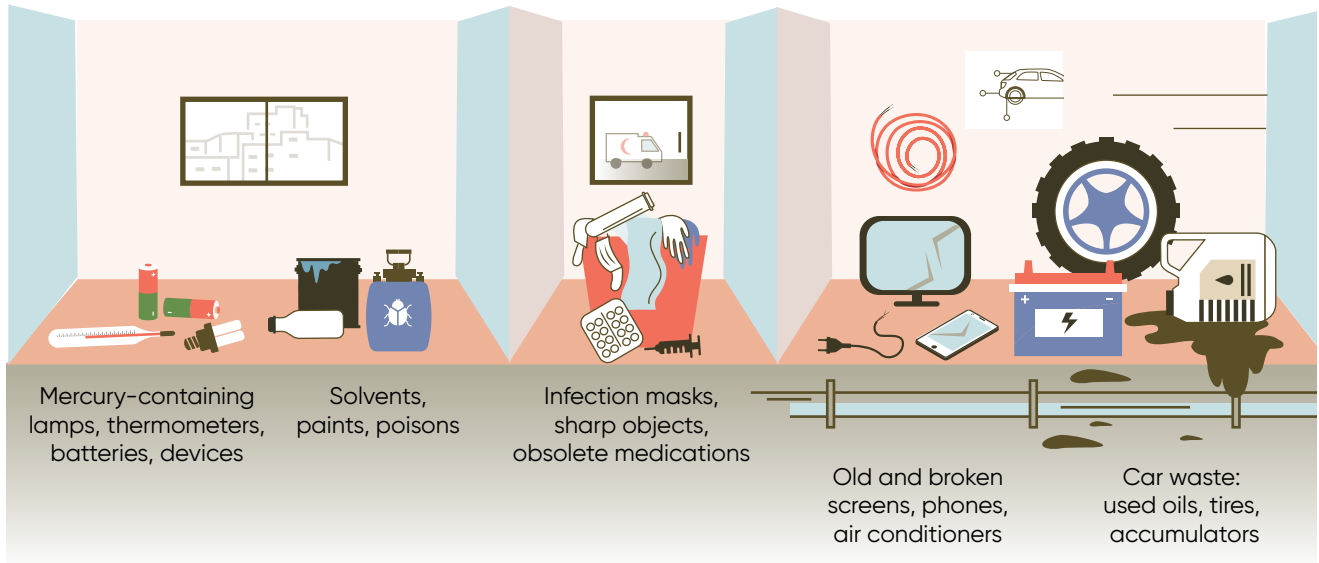 Mercury-containing
lamps, thermometers,
batteries, devices
Solvents,
paints, poisons
Infection masks,
sharp objects,
obsolete medications
Old and broken
screens, phones,
air conditioners
Car waste:
used oils, tires,
accumulators